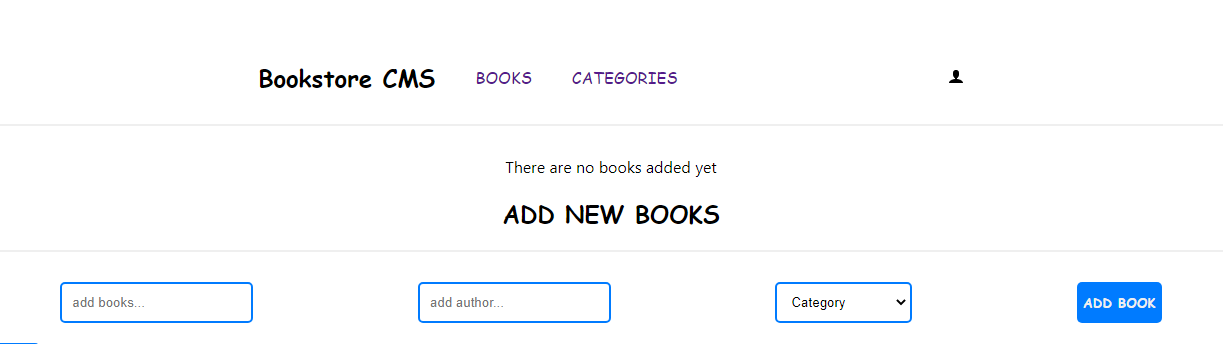 Bookstore CMS BOOKS CATEGORIES
There are no books added yet
ADD NEW BOOKS
add books... add author... Category ADD BOOK